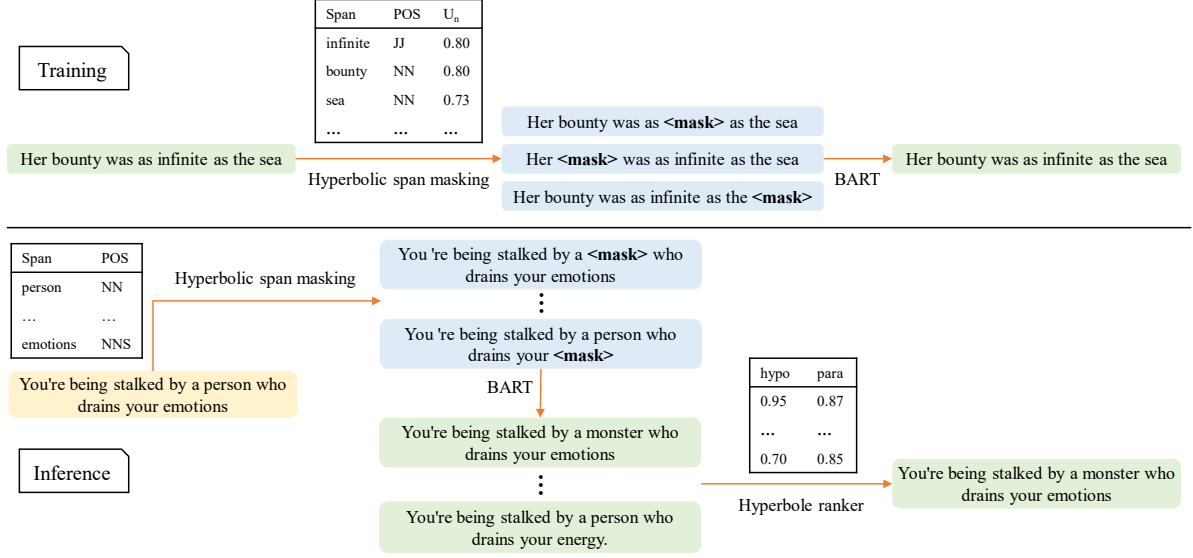 Training
Span POS Un
infinite JJ 0.80
bounty NN 0.80
sea NN 0.73
... ... ...
Her bounty was as infinite as the sea
Hyperbolic span masking
Her bounty was as <mask> as the sea
Her <mask> was as infinite as the sea
Her bounty was as infinite as the <mask>
BART
Her bounty was as infinite as the sea
Span POS
person NN
... ...
emotions NNS
You're being stalked by a person who
drains your emotions
Inference
Hyperbolic span masking
You 're being stalked by a <mask> who
drains your emotions
You 're being stalked by a person who
drains your <mask>
BART
You're being stalked by a monster who
drains your emotions
You're being stalked by a person who
drains your energy.
hypo para
0.95 0.87
... ...
0.70 0.85
Hyperbole ranker
You're being stalked by a monster who
drains your emotions